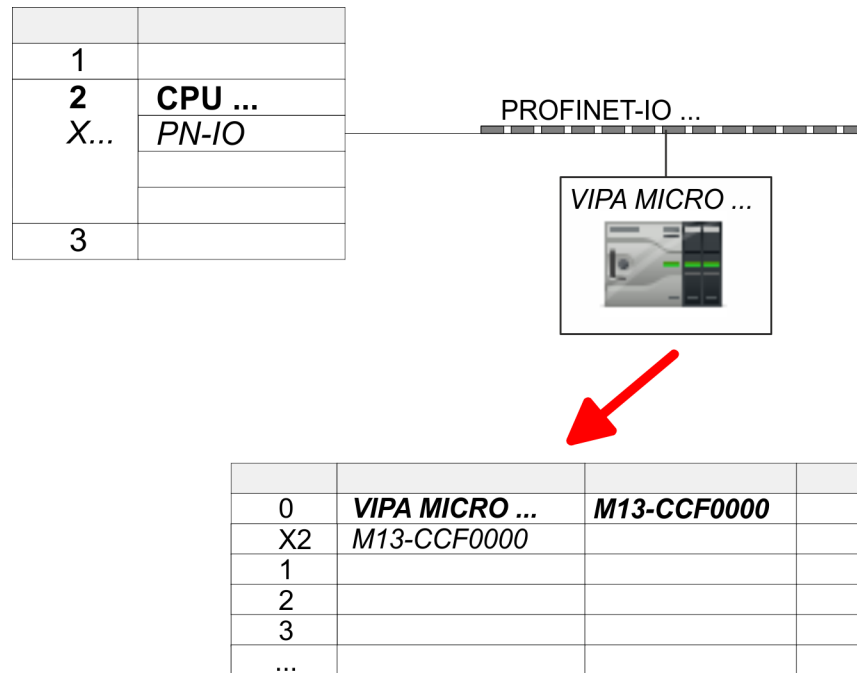 1
2 CPU ...
X... PN-IO
3
PROFINET-IO ...
VIPA MICRO ...
0 VIPA MICRO ... M13-CCF0000
X2 M13-CCF0000
1
2
3
...